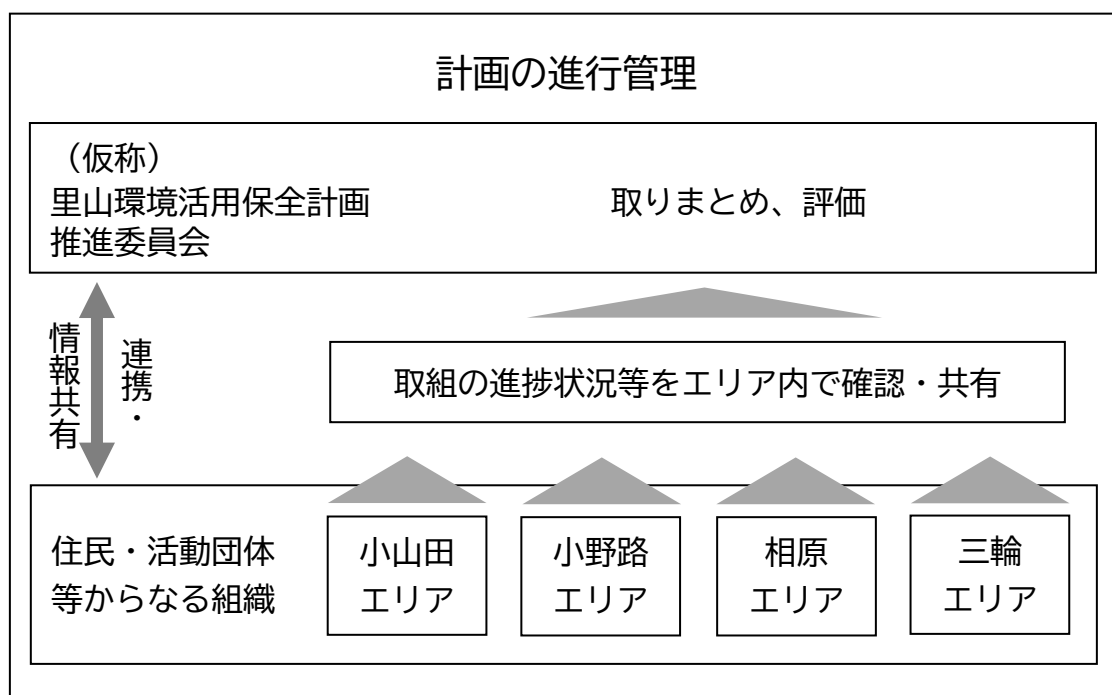 計画の進行管理
（仮称）
里山環境活用保全計画
推進委員会
取りまとめ、評価
連携・
情報共有
取組の進捗状況等をエリア内で確認・共有
住民・活動団体
等からなる組織
小山田
エリア
小野路
エリア
相原
エリア
三輪
エリア